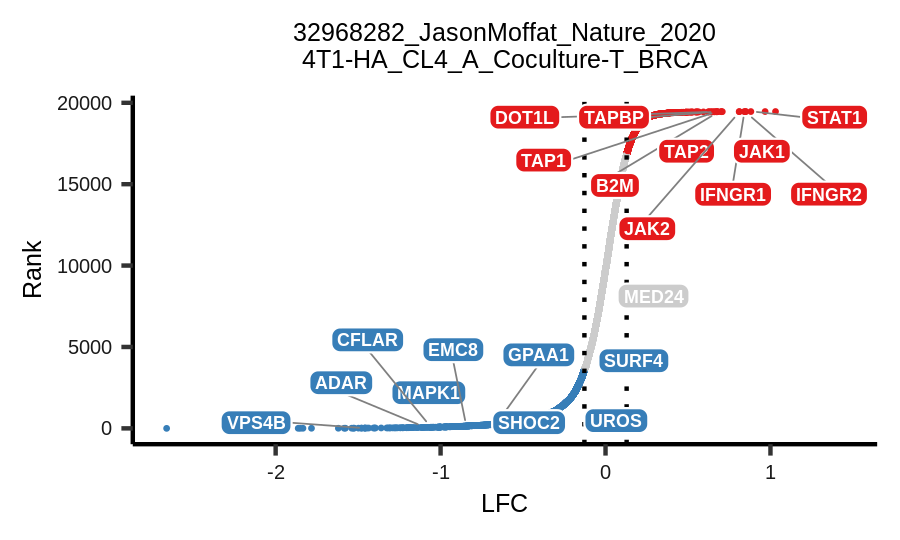 32968282_JasonMoffat_Nature_2020
4T1-HA_CL4_A_Coculture-T_BRCA
Rank
20000
15000
10000
5000
0
DOT1L
TAPBP
STAT1
TAP1
TAP2
JAK1
B2M
IFNGR1
IFNGR2
JAK2
MED24
CFLAR
EMC8
GPAA1
SURF4
ADAR
MAPK1
VPS4B
SHOC2
UROS
-2
-1
0
1
LFC